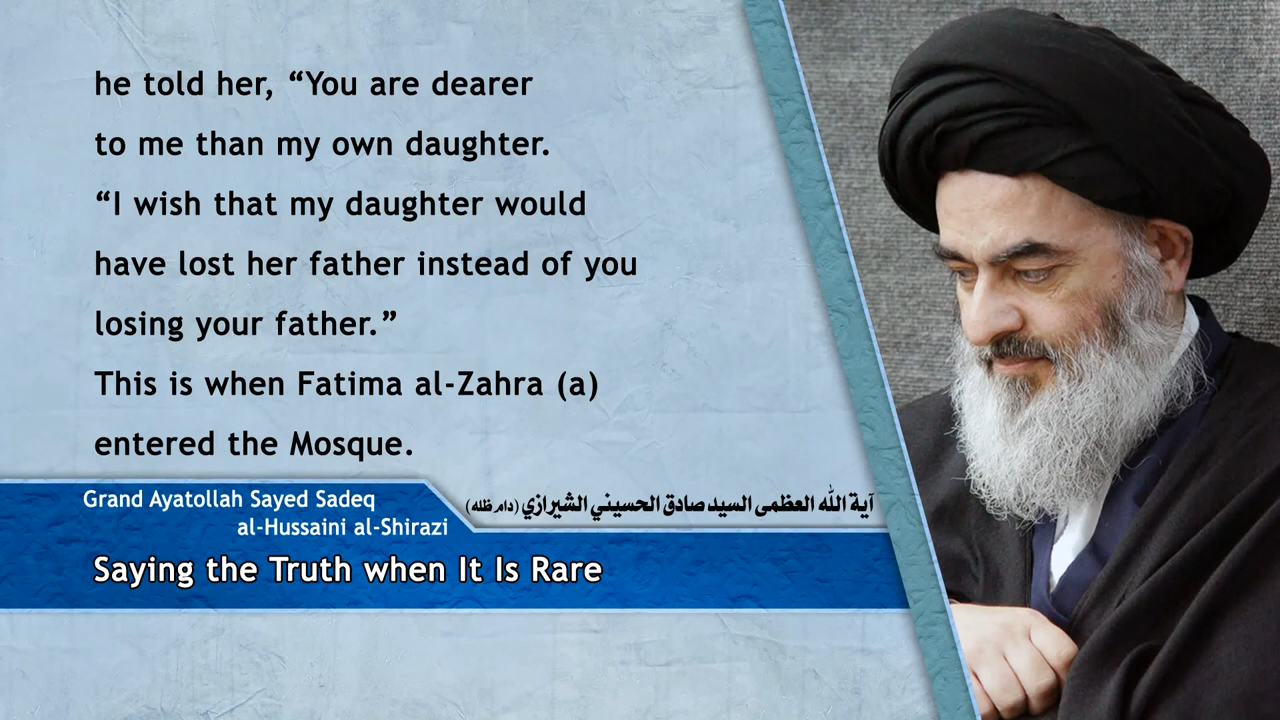 he told her, “You are dearer
to me than my own daughter.
“I wish that my daughter would
have lost her father instead of you
losing your father.”
This is when Fatima al-Zahra (a)
entered the Mosque.
Grand Ayatollah Sayed Sadeq
al-Hussaini al-Shirazi
آية الله العظمى السيد صادق الحسيني الشيرازي (دام ظله)
Saying the Truth when It Is Rare